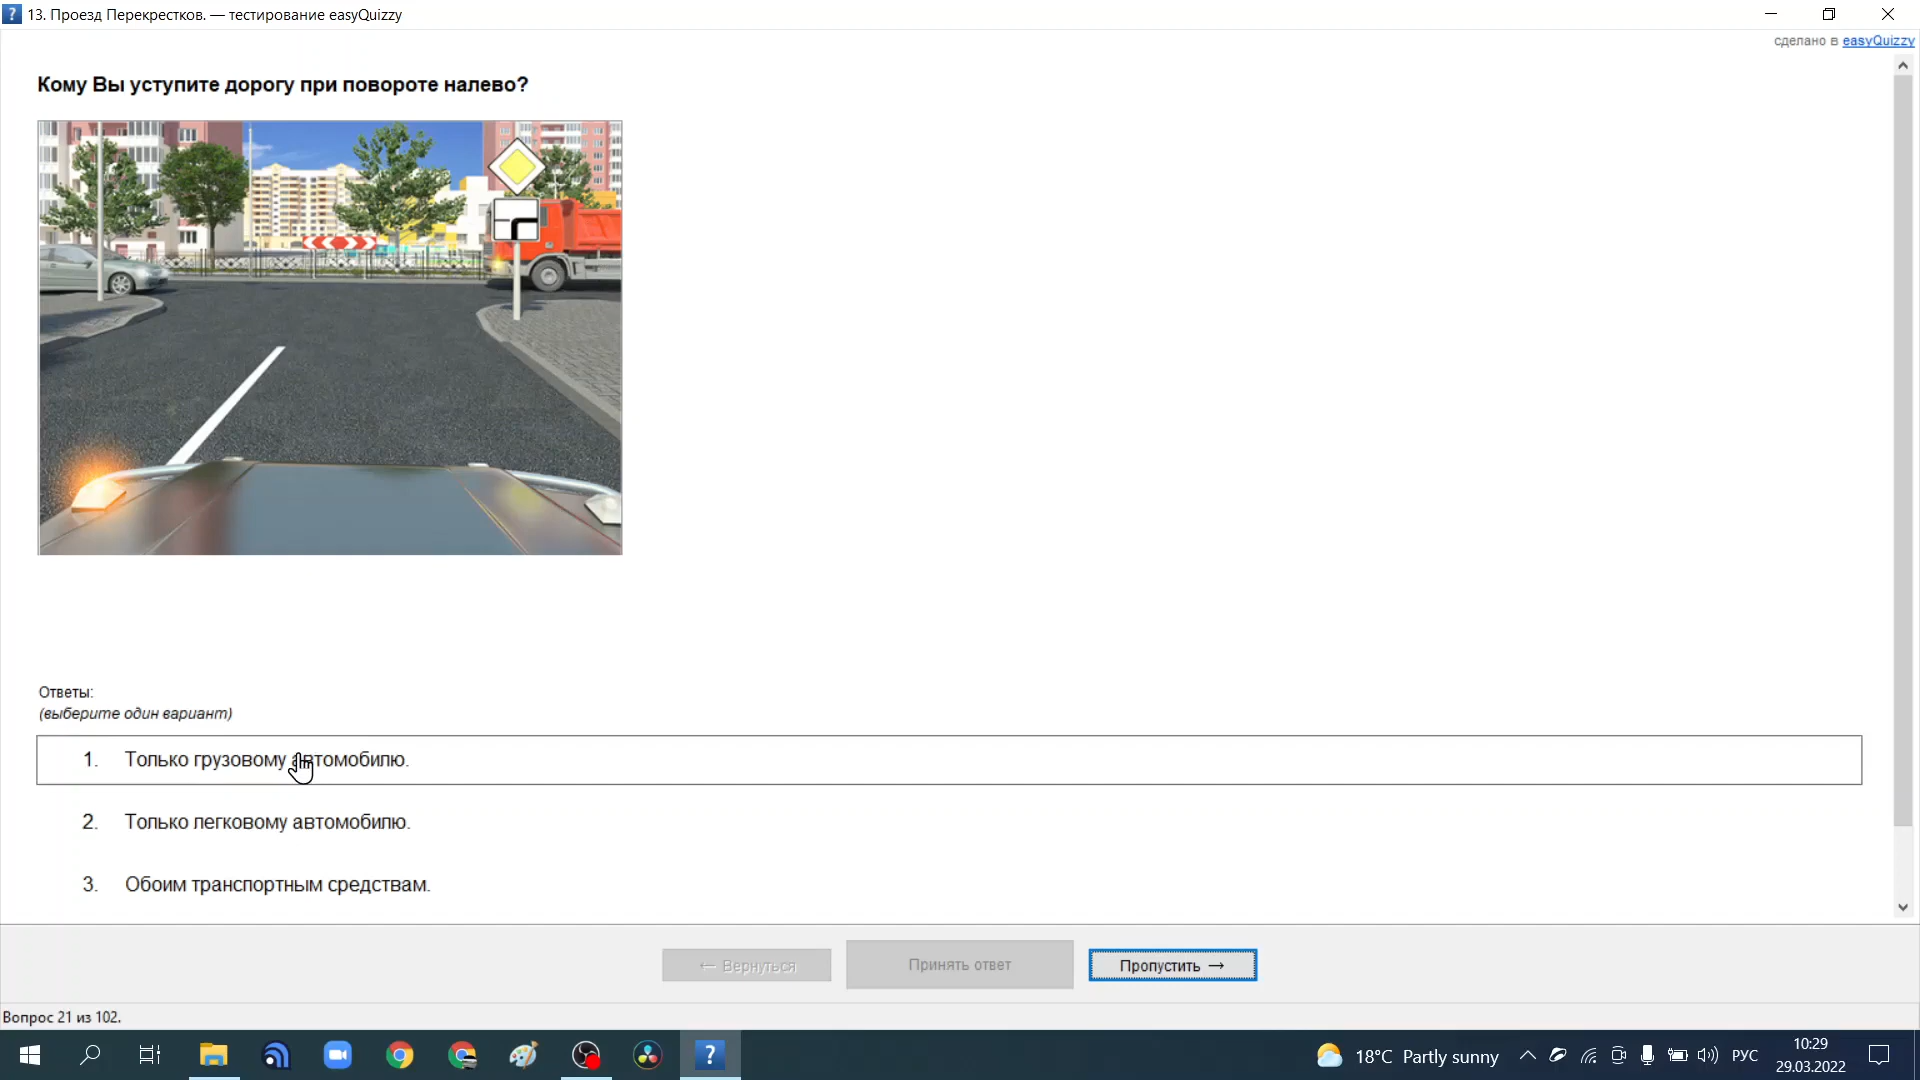 13. Проезд Перекрестков. — тестирование easyQuizzy
сделано в easyQuizzy
Кому Вы уступите дорогу при повороте налево?
Ответы:
(выберите один вариант)
1. Только грузовому автомобилю.
2. Только легковому автомобилю.
3. Обоим транспортным средствам.
← Вернуться
Принять ответ
Пропустить →
Вопрос 21 из 102.
18°C Partly sunny
РУС
10:29
29.03.2022